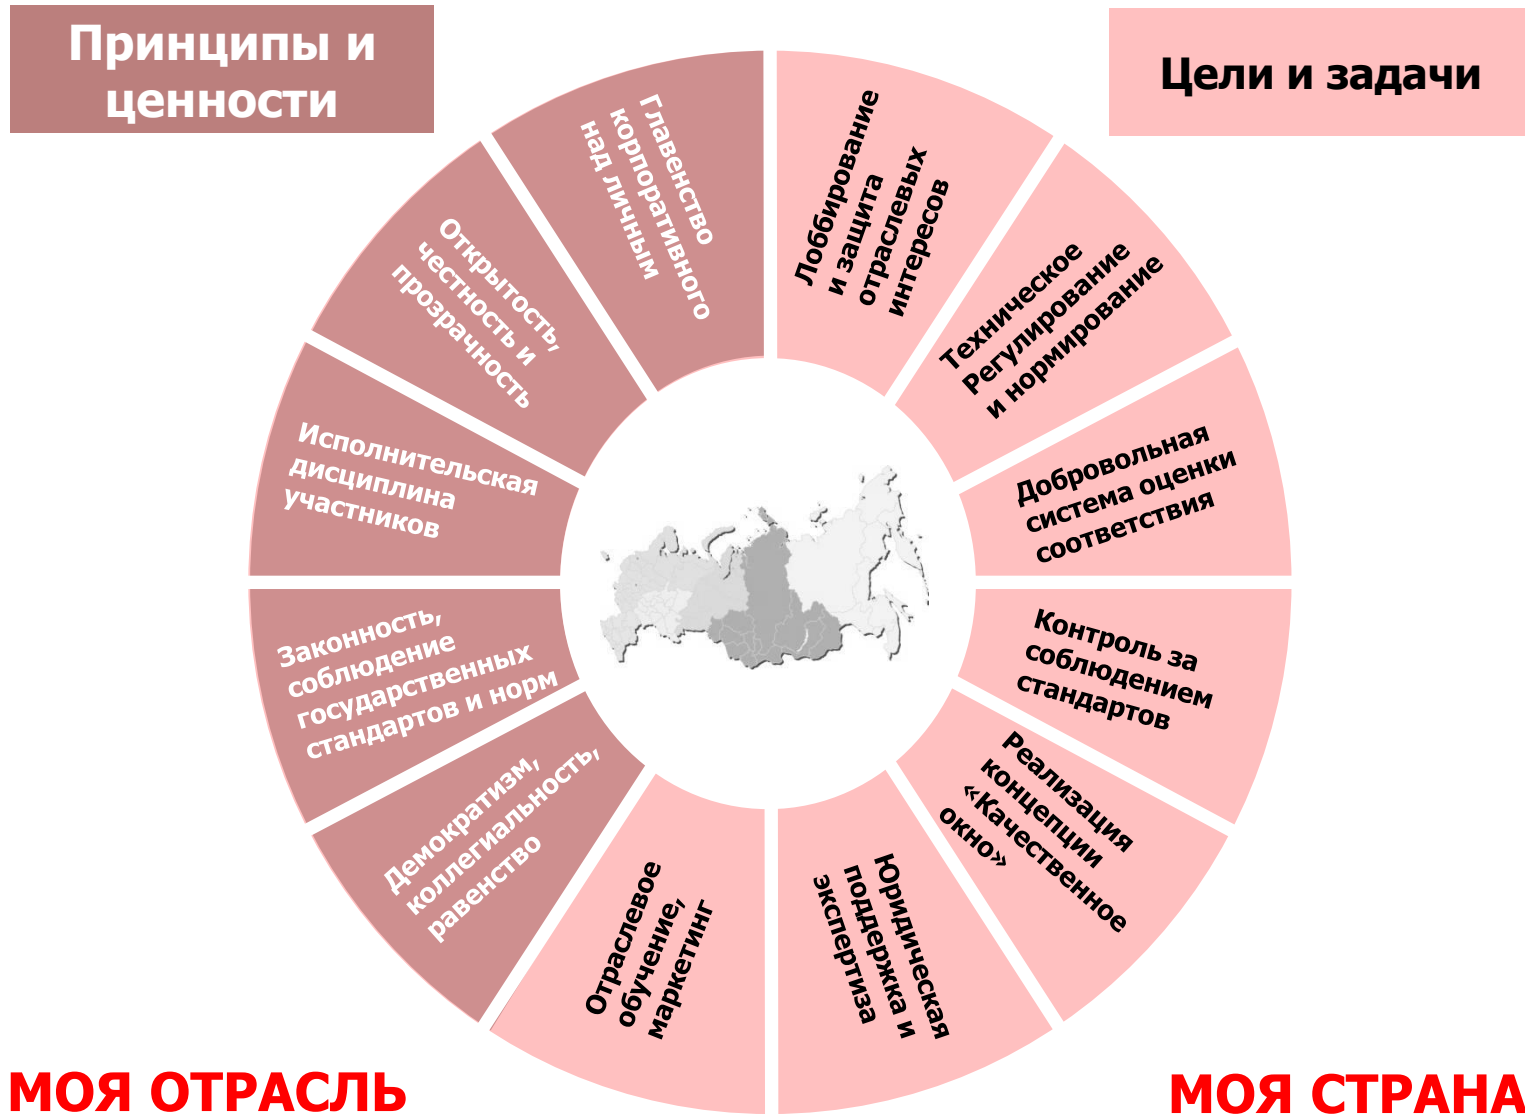 Принципы и
ценности
Цели и задачи
Лоббирование
и защита
отраслевых
интересов
Техническое
Регулирование
и нормирование
Добровольная
система оценки
соответствия
Контроль за
соблюдением
стандартов
Реализация
концепции
«Качественное
окно»
Юридическая
поддержка и
экспертиза
Отраслевое
обучение,
маркетинг
Демократизм,
коллегиальность,
равенство
Законность,
соблюдение
государственных
стандартов и норм
Исполнительская
дисциплина
участников
Открытость,
честность и
прозрачность
Главенство
корпоративного
над личным
МОЯ ОТРАСЛЬ
МОЯ СТРАНА